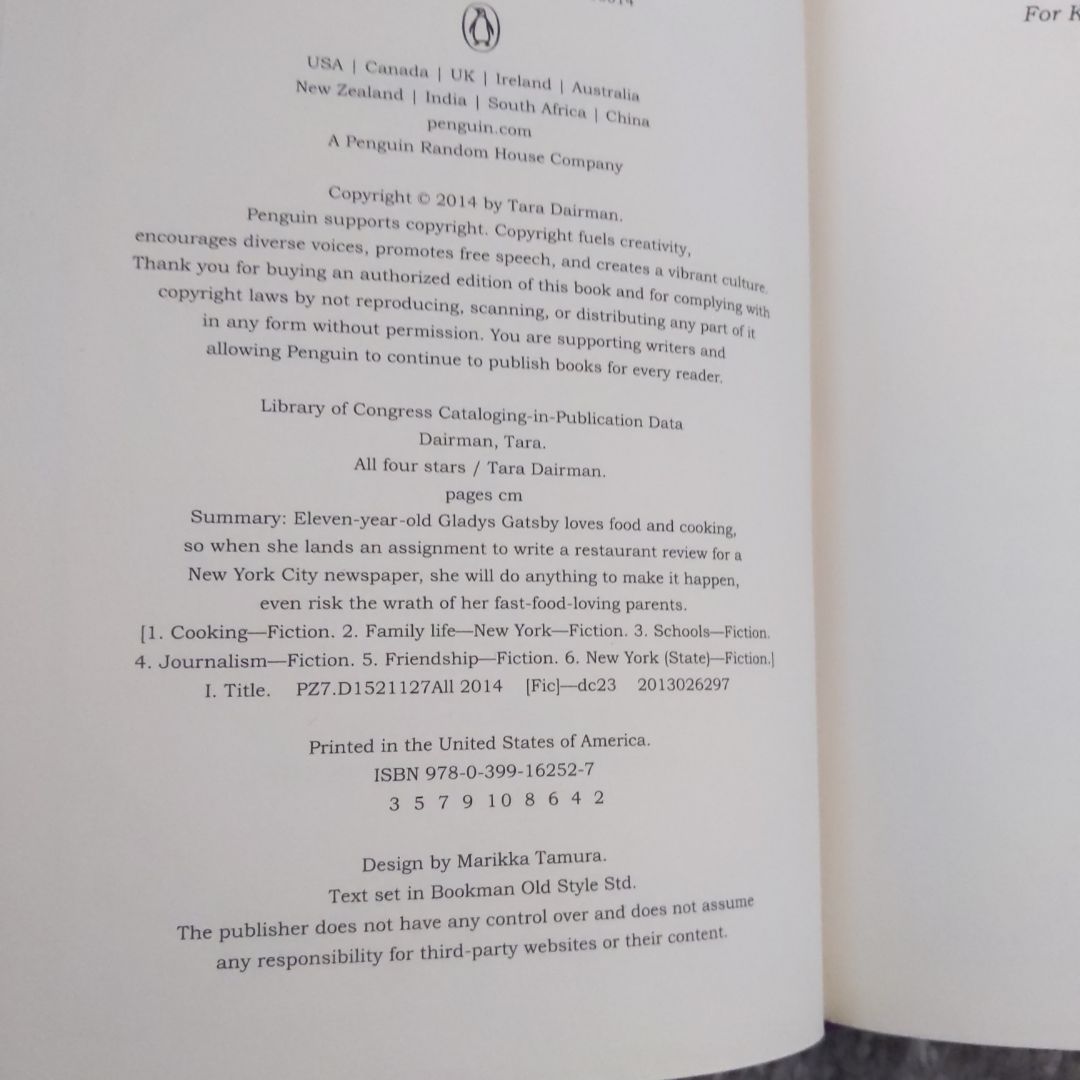 USA | Canada | UK | Ireland | Australia
New Zealand | India | South Africa | China
penguin.com
A Penguin Random House Company
Copyright © 2014 by Tara Dairman.
Penguin supports copyright. Copyright fuels creativity,
encourages diverse voices, promotes free speech, and creates a vibrant culture.
Thank you for buying an authorized edition of this book and for complying with
copyright laws by not reproducing, scanning, or distributing any part of it
in any form without permission. You are supporting writers and
allowing Penguin to continue to publish books for every reader.
Library of Congress Cataloging-in-Publication Data
Dairman, Tara.
All four stars / Tara Dairman.
pages cm
Summary: Eleven-year-old Gladys Gatsby loves food and cooking,
so when she lands an assignment to write a restaurant review for a
New York City newspaper, she will do anything to make it happen,
even risk the wrath of her fast-food-loving parents.
[1. Cooking—Fiction. 2. Family life—New York—Fiction. 3. Schools—Fiction.
4. Journalism—Fiction. 5. Friendship—Fiction. 6. New York (State)—Fiction.]
I. Title. PZ7.D1521127All 2014 [Fic]—dc23 2013026297
Printed in the United States of America.
ISBN 978-0-399-16252-7
3 5 7 9 10 8 6 4 2
Design by Marikka Tamura.
Text set in Bookman Old Style Std.
The publisher does not have any control over and does not assume
any responsibility for third-party websites or their content.
For